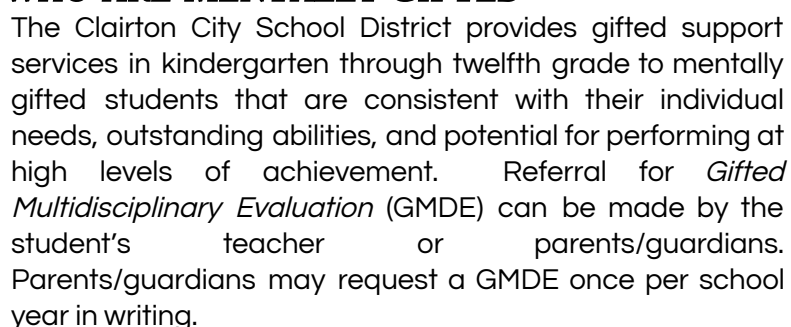 The Clairton City School District provides gifted support
services in kindergarten through twelfth grade to mentally
gifted students that are consistent with their individual
needs, outstanding abilities, and potential for performing at
high levels of achievement. Referral for Gifted
Multidisciplinary Evaluation (GMDE) can be made by the
student's teacher or parents/guardians.
Parents/guardians may request a GMDE once per school
year in writing.